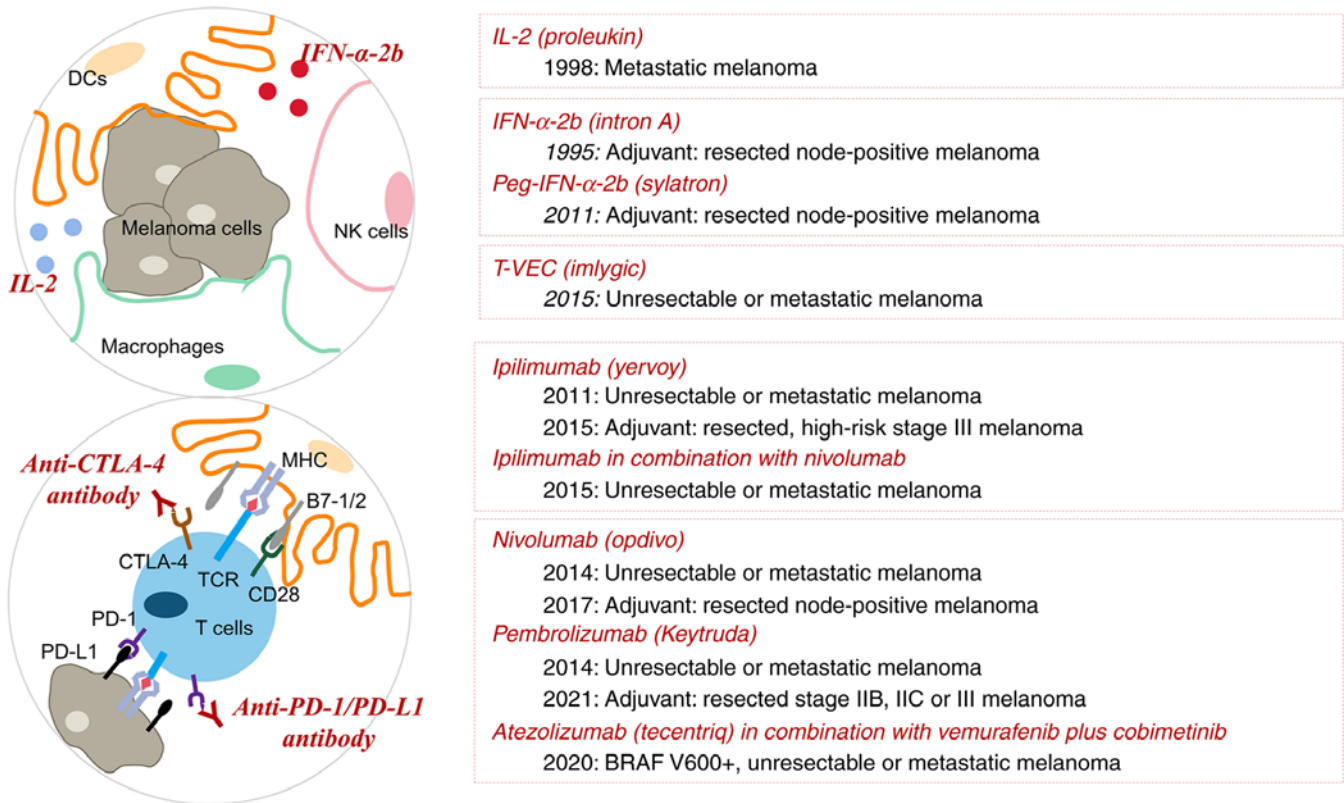 IFN-α-2b
DCs
Melanoma cells
NK cells
IL-2
Macrophages
Anti-CTLA-4
antibody
MHC
B7-1/2
CTLA-4
TCR
CD28
PD-1
T cells
PD-L1
Anti-PD-1/PD-L1
antibody
IL-2 (proleukin)
1998: Metastatic melanoma
IFN-α-2b (intron A)
1995: Adjuvant: resected node-positive melanoma
Peg-IFN-α-2b (sylatron)
2011: Adjuvant: resected node-positive melanoma
T-VEC (imlygic)
2015: Unresectable or metastatic melanoma
Ipilimumab (yervoy)
2011: Unresectable or metastatic melanoma
2015: Adjuvant: resected, high-risk stage III melanoma
Ipilimumab in combination with nivolumab
2015: Unresectable or metastatic melanoma
Nivolumab (opdivo)
2014: Unresectable or metastatic melanoma
2017: Adjuvant: resected node-positive melanoma
Pembrolizumab (Keytruda)
2014: Unresectable or metastatic melanoma
2021: Adjuvant: resected stage IIB, IIC or III melanoma
Atezolizumab (tecentriq) in combination with vemurafenib plus cobimetinib
2020: BRAF V600+, unresectable or metastatic melanoma